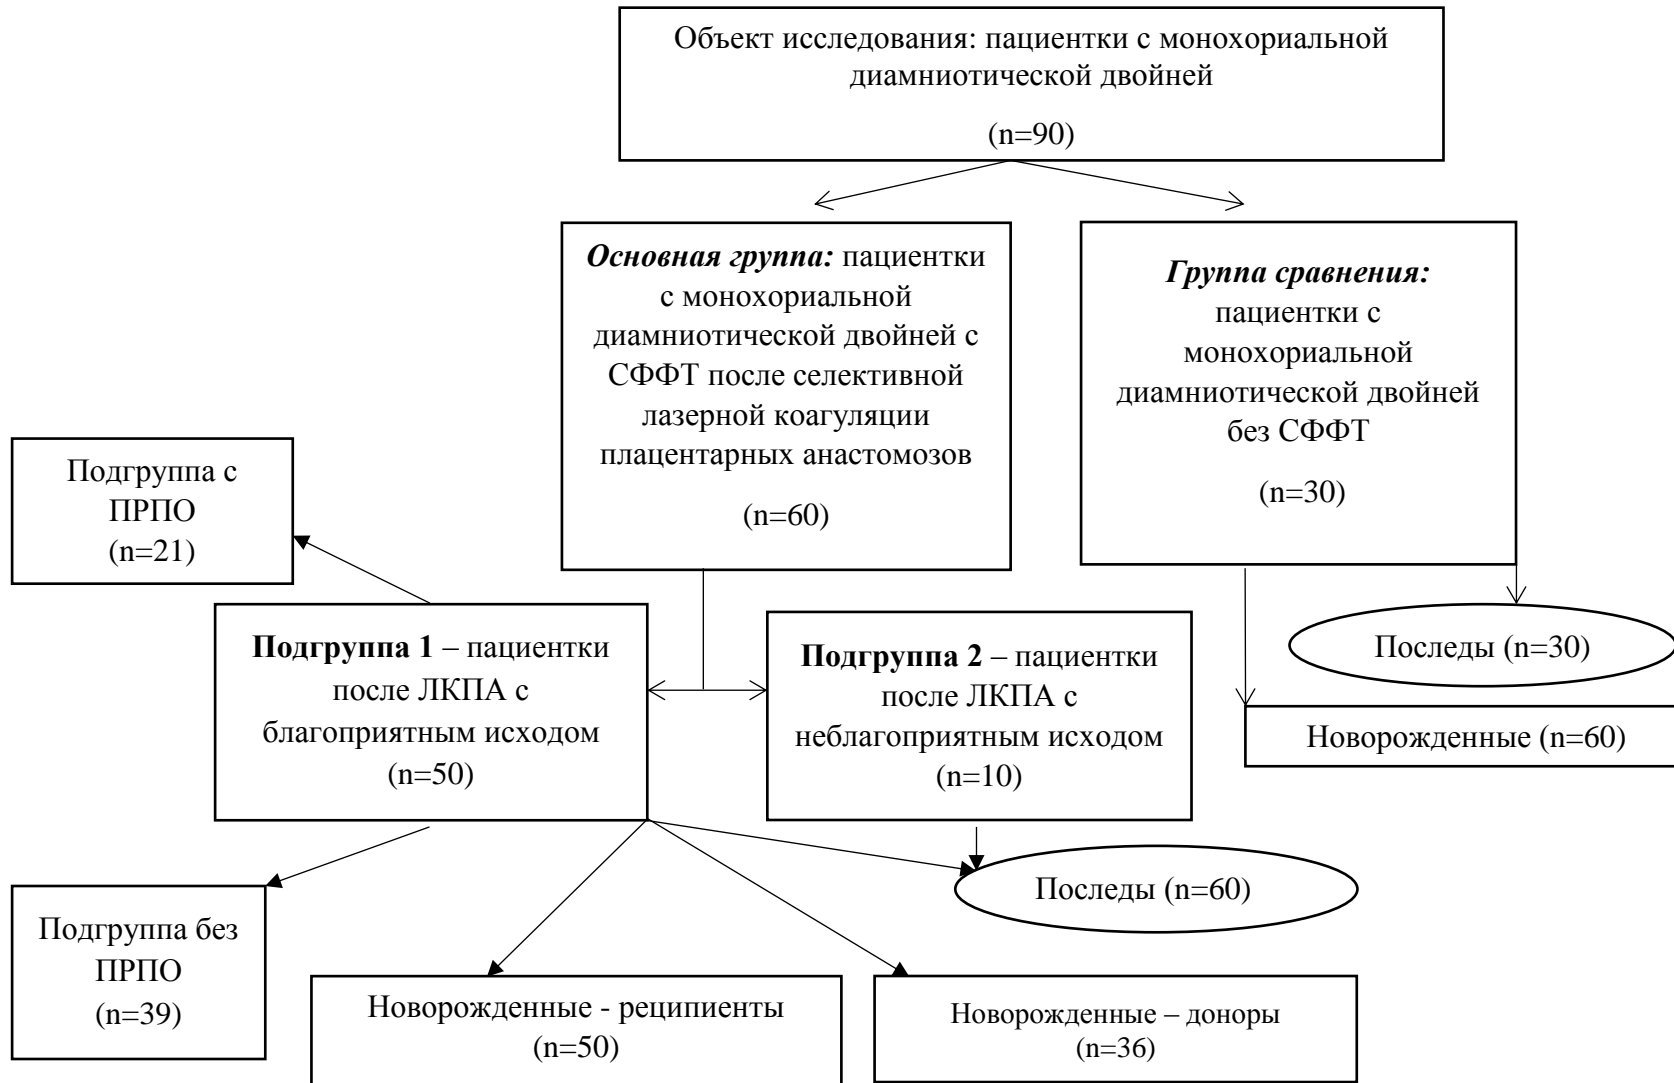 Объект исследования: пациентки с монохориальной
диамниотической двойней
(n=90)
Основная группа: пациентки
с монохориальной
диамниотической двойней с
СФФТ после селективной
лазерной коагуляции
плацентарных анастомозов
(n=60)
Группа сравнения:
пациентки с
монохориальной
диамниотической двойней
без СФФТ
(n=30)
Подгруппа с
ПРПО
(n=21)
Подгруппа 1 – пациентки
после ЛКПА с
благоприятным исходом
(n=50)
Подгруппа 2 – пациентки
после ЛКПА с
неблагоприятным исходом
(n=10)
Последы (n=30)
Новорожденные (n=60)
Последы (n=60)
Подгруппа без
ПРПО
(n=39)
Новорожденные - реципиенты
(n=50)
Новорожденные – доноры
(n=36)